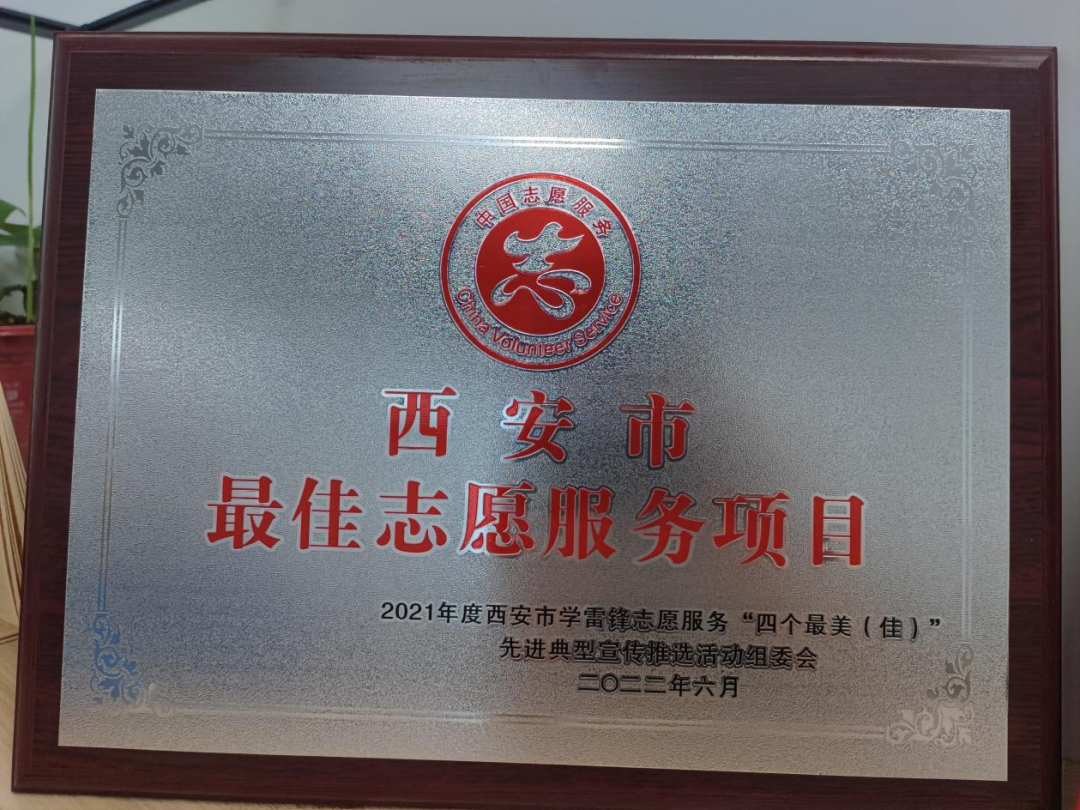 中国志愿服务
China Volunteer Service
西安市
最佳志愿服务项目
2021年度西安市学雷锋志愿服务“四个最美（佳）”
先进典型宣传推选活动组委会
二〇二二年六月